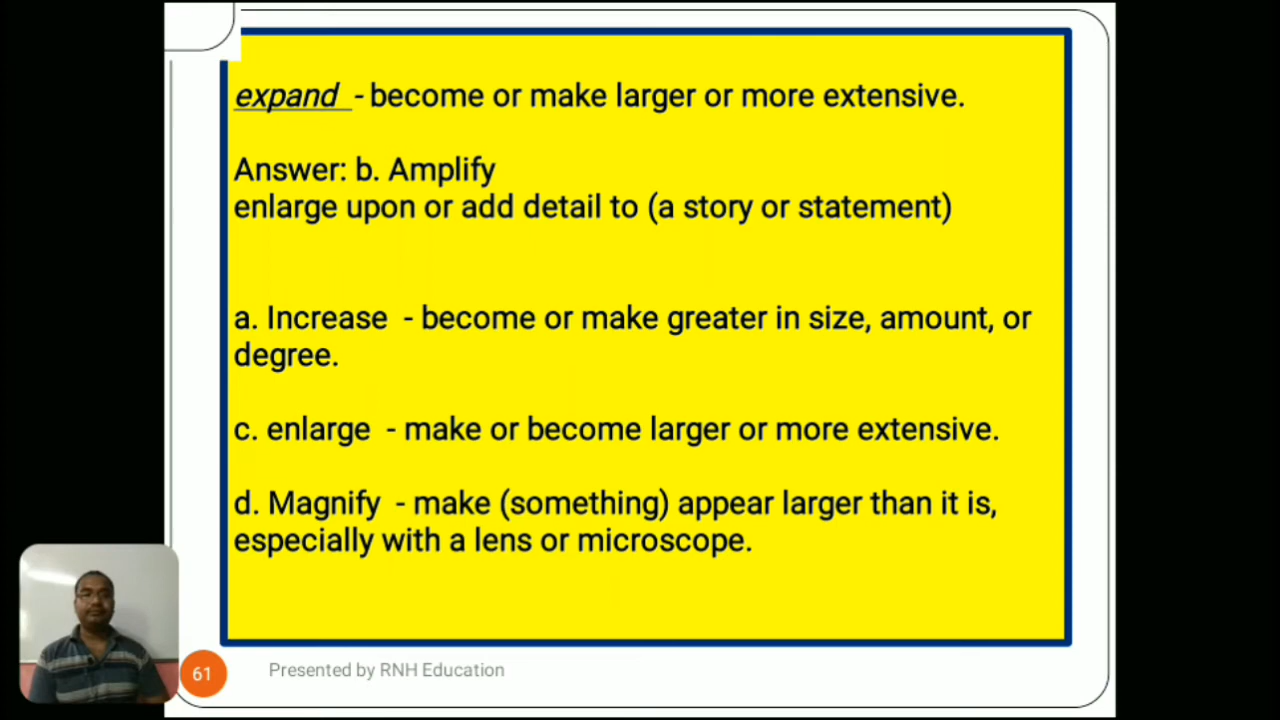 expand - become or make larger or more extensive.
Answer: b. Amplify
enlarge upon or add detail to (a story or statement)
a. Increase - become or make greater in size, amount, or
degree.
c. enlarge - make or become larger or more extensive.
d. Magnify - make (something) appear larger than it is,
especially with a lens or microscope.
61
Presented by RNH Education